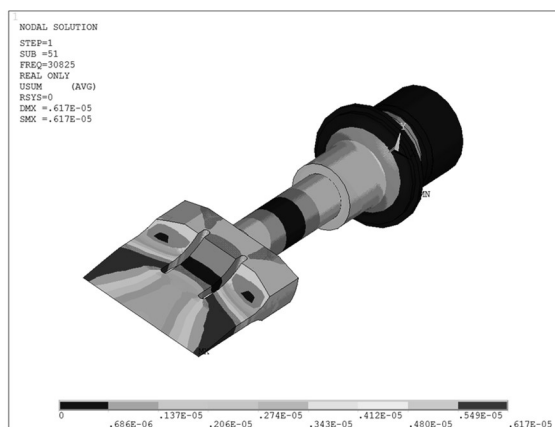 1
NODAL SOLUTION
STEP=1
SUB =51
FREQ=30825
REAL ONLY
USUM (AVG)
RSYS=0
DMX =.617E-05
SMX =.617E-05
MN
MX
0 .137E-05 .274E-05 .412E-05 .549E-05
.686E-06 .206E-05 .343E-05 .480E-05 .617E-05